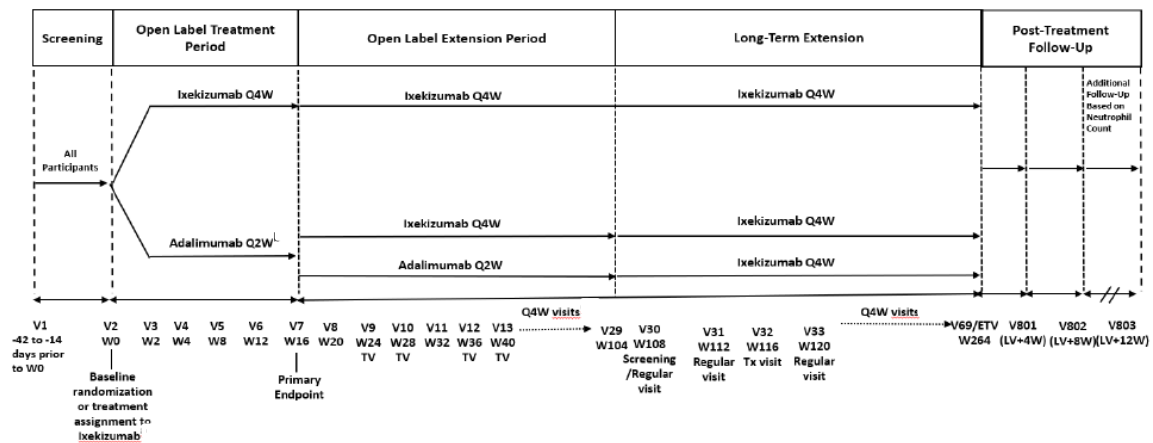 Screening
Open Label Treatment
Period
Open Label Extension Period
Long-Term Extension
Post-Treatment
Follow-Up
Ixekizumab Q4W
Ixekizumab Q4W
Ixekizumab Q4W
Additional
Follow-Up
Based on
Neutrophil
Count
All
Participants
Adalimumab Q2W
Ixekizumab Q4W
Ixekizumab Q4W
Adalimumab Q2W
Ixekizumab Q4W
Q4W visits
Q4W visits
V1
-42 to -14
days prior
to W0
V2
W0
Baseline
randomization
or treatment
assignment to
Ixekizumab
V3
W2
V4
W4
V5
W8
V6
W12
V7
W16
Primary
Endpoint
V8
W20
V9
W24
TV
V10
W28
TV
V11
W32
V12
W36
TV
V13
W40
TV
V29
W104
V30
W108
Screening
/Regular
visit
V31
W112
Regular
visit
V32
W116
Tx visit
V33
W120
Regular
visit
V69/ETV
W264
V801
(LV+4W)
V802
(LV+8W)
V803
(LV+12W)